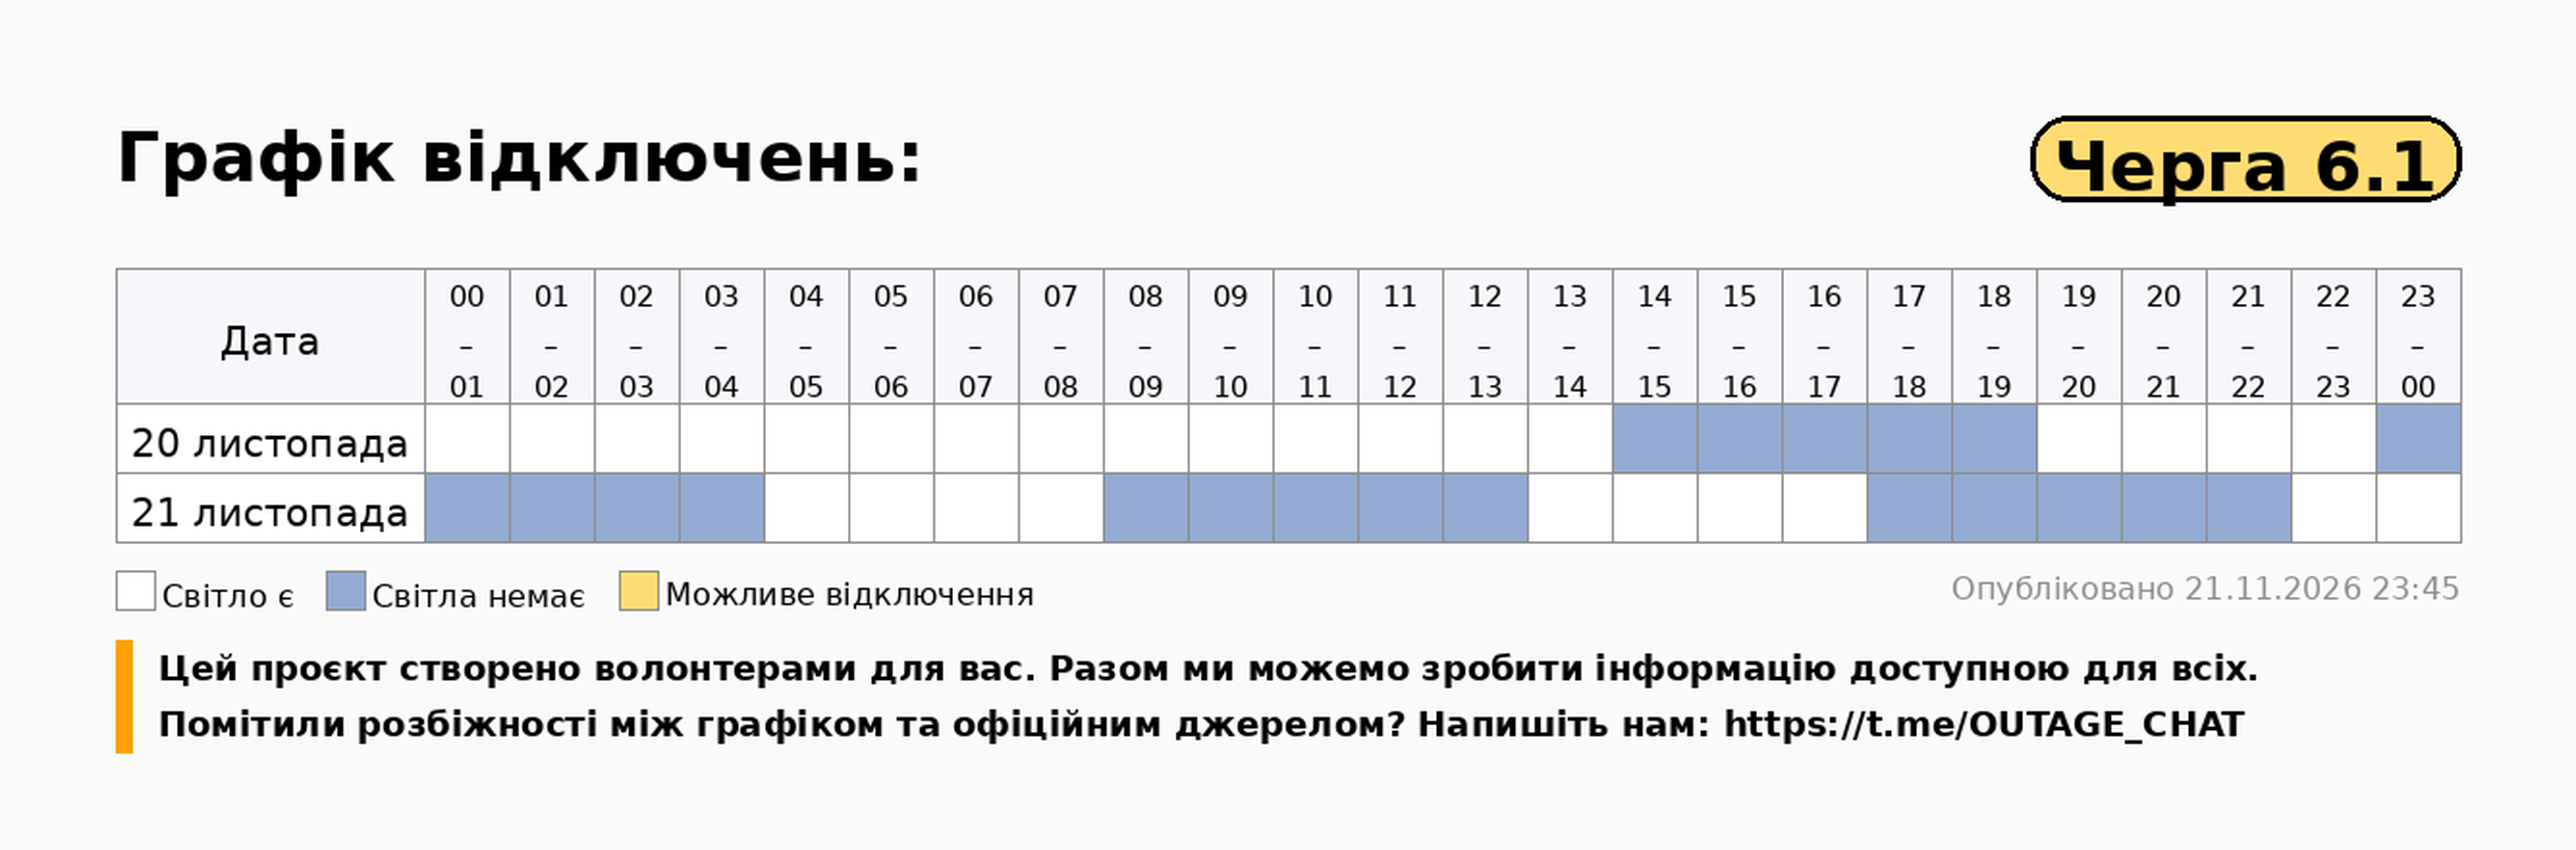 Графік відключень:
Черга 6.1
Дата 00 – 01 01 – 02 02 – 03 03 – 04 04 – 05 05 – 06 06 – 07 07 – 08 08 – 09 09 – 10 10 – 11 11 – 12 12 – 13 13 – 14 14 – 15 15 – 16 16 – 17 17 – 18 18 – 19 19 – 20 20 – 21 21 – 22 22 – 23 23 – 00
20 листопада
21 листопада
Світло є Світла немає Можливе відключення
Опубліковано 21.11.2026 23:45
Цей проєкт створено волонтерами для вас. Разом ми можемо зробити інформацію доступною для всіх.
Помітили розбіжності між графіком та офіційним джерелом? Напишіть нам: https://t.me/OUTAGE_CHAT